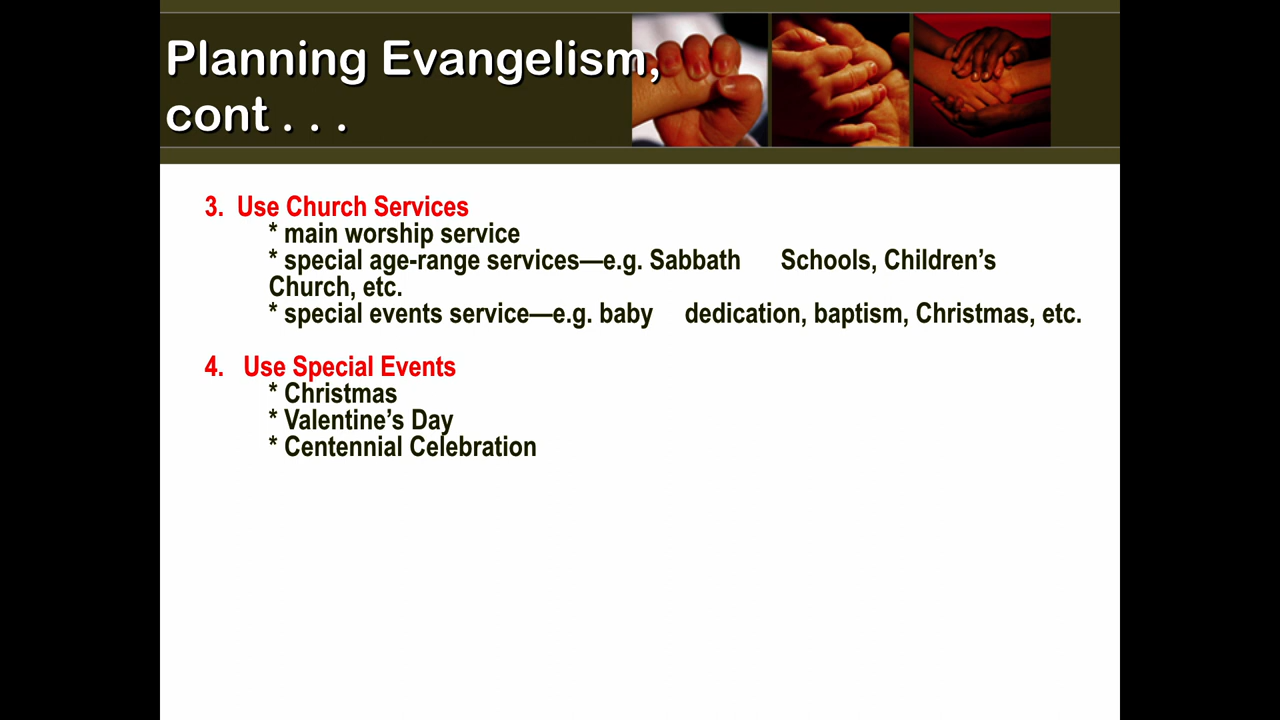 Planning Evangelism,
cont . . .
3. Use Church Services
* main worship service
* special age-range services—e.g. Sabbath Schools, Children’s
Church, etc.
* special events service—e.g. baby dedication, baptism, Christmas, etc.
4. Use Special Events
* Christmas
* Valentine’s Day
* Centennial Celebration